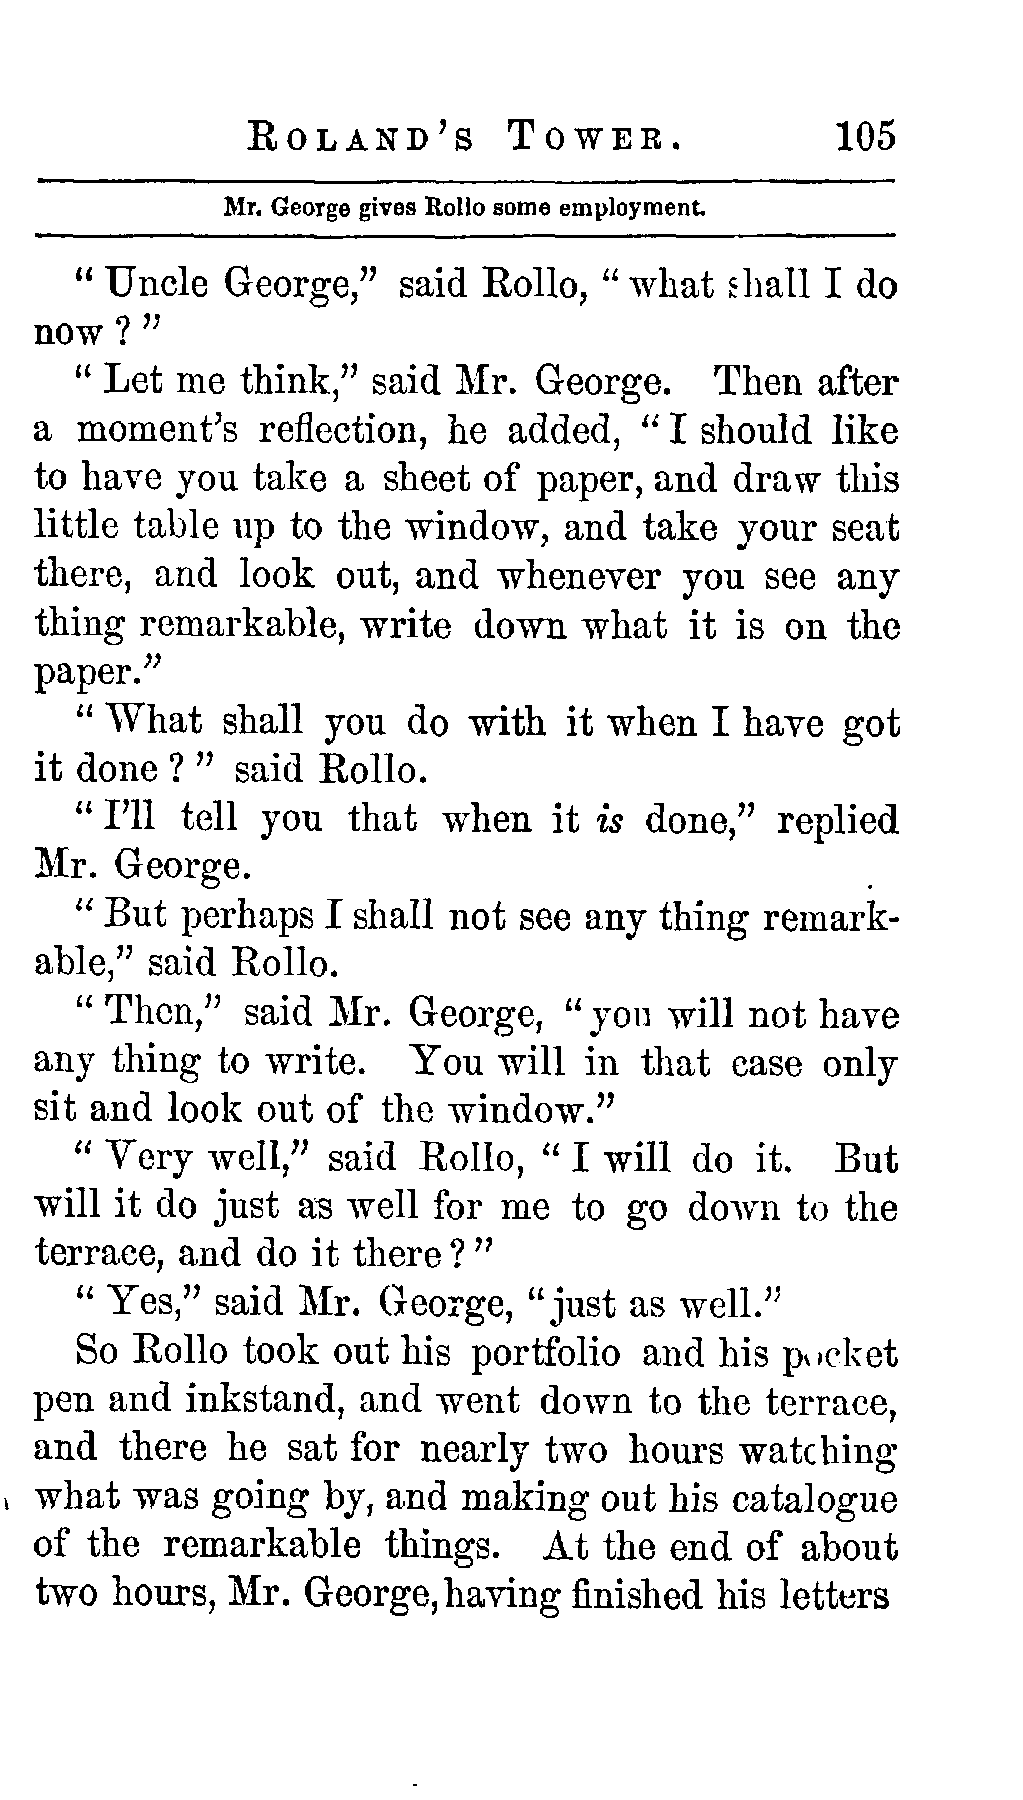 ROLAND'S TOWER. 105
Mr. George gives Rollo some employment.
" Uncle George," said Rollo, " what shall I do
now ? "
" Let me think," said Mr. George. Then after
a moment's reflection, he added, " I should like
to have you take a sheet of paper, and draw this
little table up to the window, and take your seat
there, and look out, and whenever you see any
thing remarkable, write down what it is on the
paper."
" What shall you do with it when I have got
it done ? " said Rollo.
" I'll tell you that when it is done," replied
Mr. George.
" But perhaps I shall not see any thing remark-
able," said Rollo.
" Then," said Mr. George, " you will not have
any thing to write. You will in that case only
sit and look out of the window."
" Very well," said Rollo, " I will do it. But
will it do just as well for me to go down to the
terrace, and do it there ? "
" Yes," said Mr. George, " just as well."
So Rollo took out his portfolio and his pocket
pen and inkstand, and went down to the terrace,
and there he sat for nearly two hours watching
what was going by, and making out his catalogue
of the remarkable things. At the end of about
two hours, Mr. George, having finished his letters